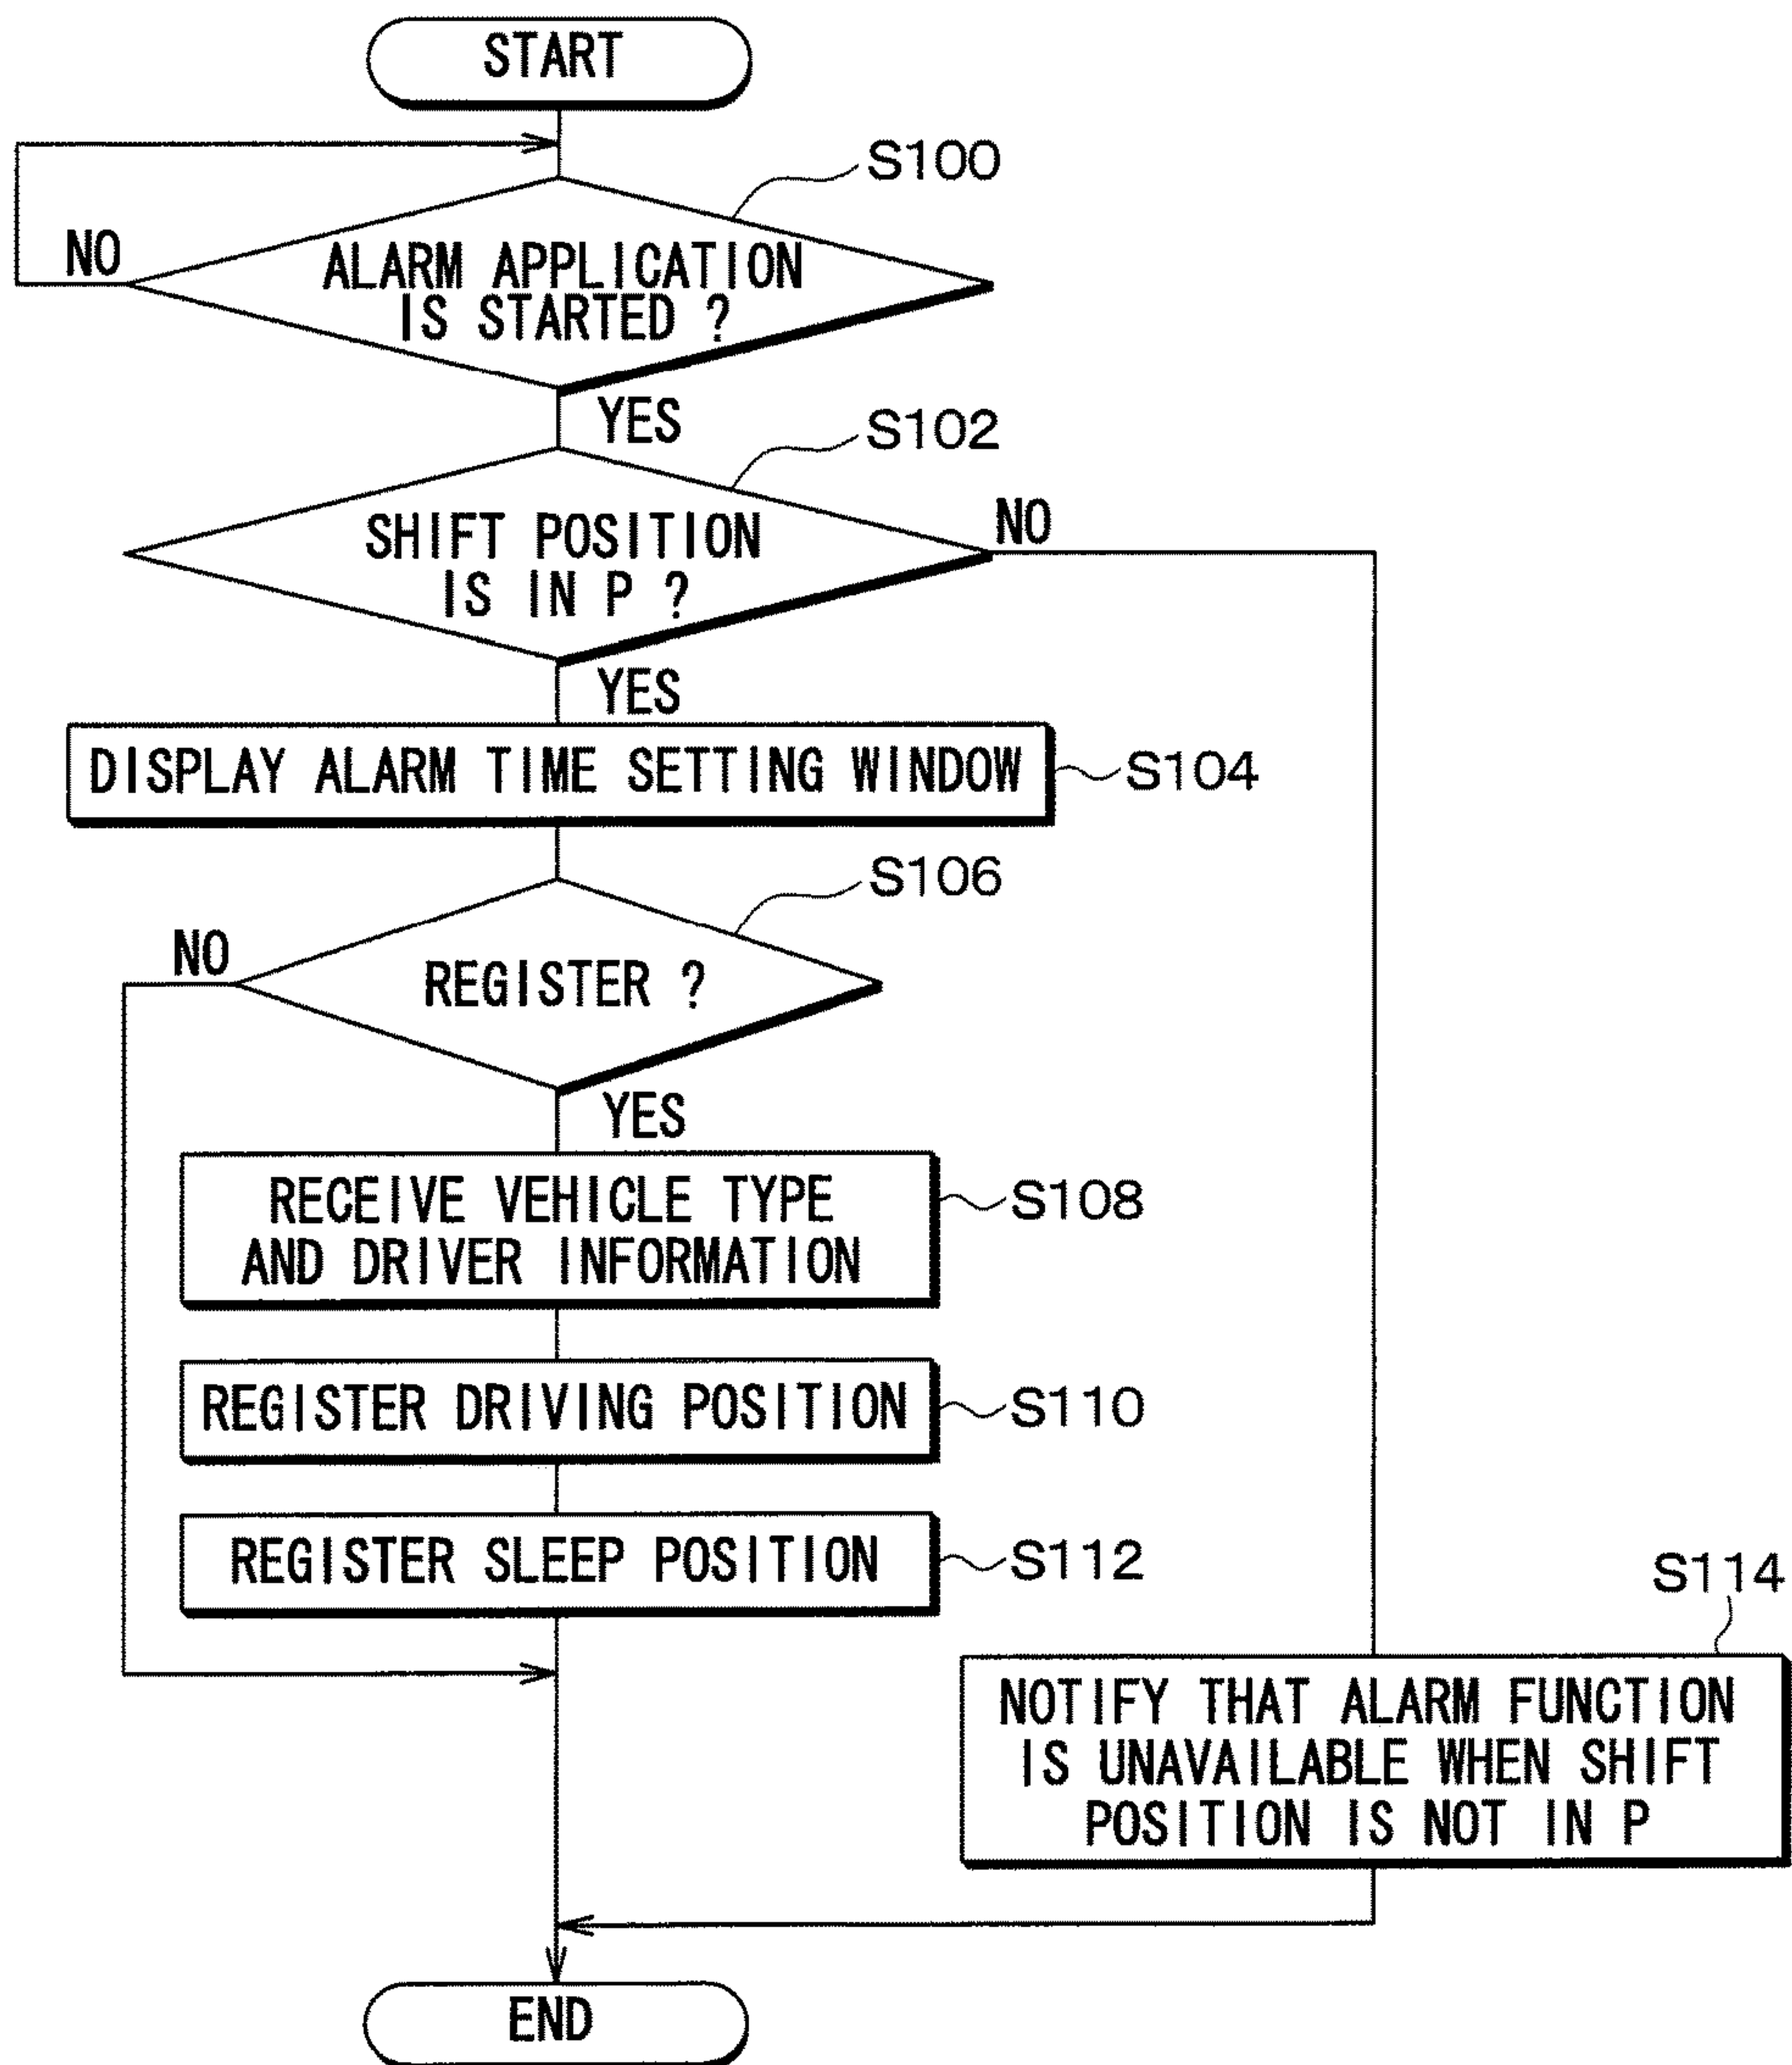 START
S100
NO
ALARM APPLICATION
IS STARTED ?
YES
S102
NO
SHIFT POSITION
IS IN P ?
YES
DISPLAY ALARM TIME SETTING WINDOW
S104
S106
NO
REGISTER ?
YES
RECEIVE VEHICLE TYPE
AND DRIVER INFORMATION
S108
REGISTER DRIVING POSITION
S110
REGISTER SLEEP POSITION
S112
S114
NOTIFY THAT ALARM FUNCTION
IS UNAVAILABLE WHEN SHIFT
POSITION IS NOT IN P
END